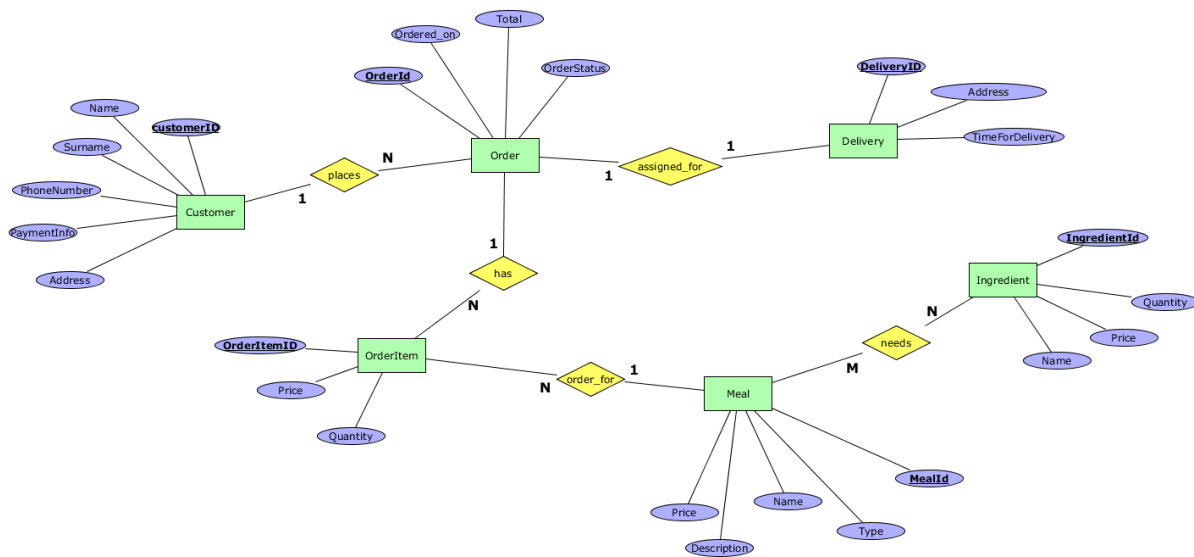 Total
Ordered_on
OrderStatus
OrderId
DeliveryID
Address
TimeForDelivery
Delivery
Name
customerID
Surname
PhoneNumber
PaymentInfo
Address
Customer
1
places
N
Order
1
assigned_for
1
1
has
N
IngredientId
Ingredient
Quantity
Price
Name
N
needs
M
OrderItemID
OrderItem
Price
Quantity
N
order_for
1
Meal
MealId
Price
Name
Type
Description